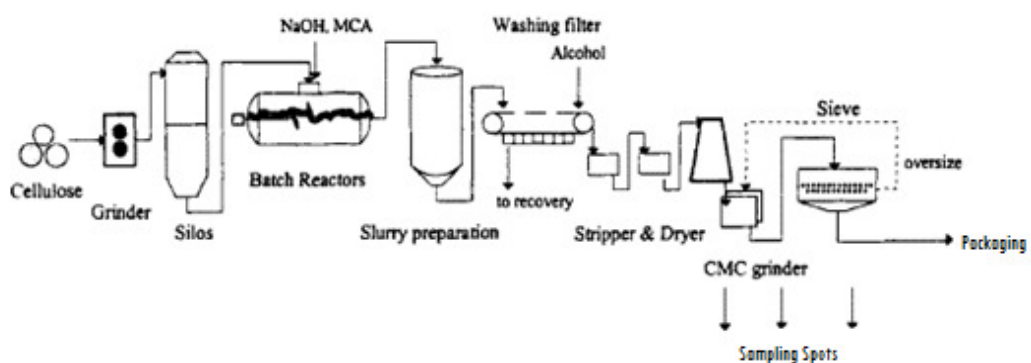 NaOH, MCA
Washing filter
Alcohol
Sieve
oversize
Cellulose
Grinder
Silos
Batch Reactors
Slurry preparation
to recovery
Stripper & Dryer
CMC grinder
Packaging
Sampling Spots